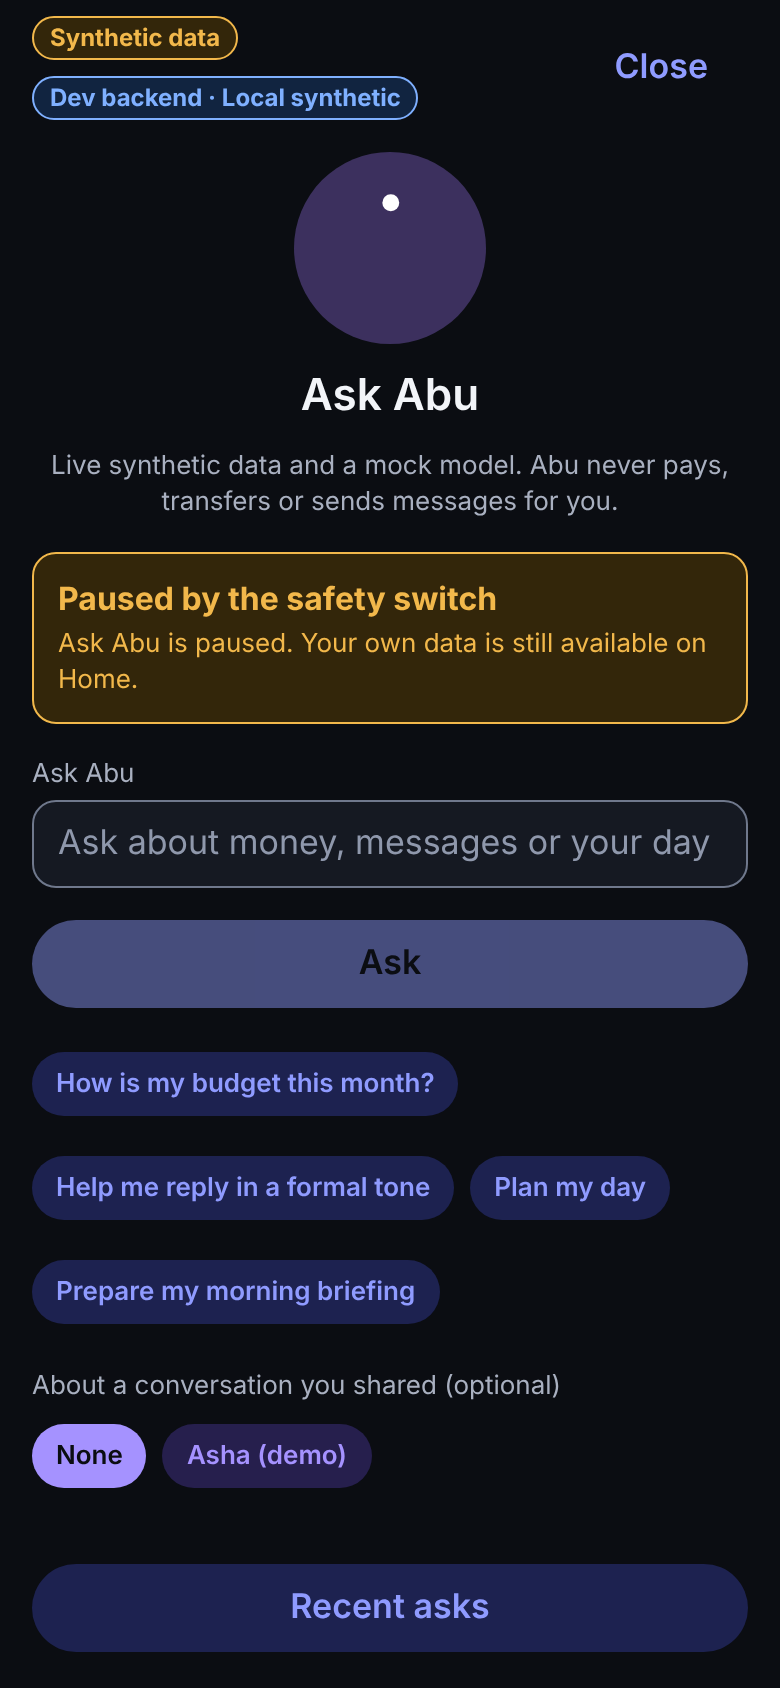 Synthetic data
Close
Dev backend · Local synthetic
Ask Abu
Live synthetic data and a mock model. Abu never pays,
transfers or sends messages for you.
Paused by the safety switch
Ask Abu is paused. Your own data is still available on
Home.
Ask Abu
Ask about money, messages or your day
Ask
How is my budget this month?
Help me reply in a formal tone
Plan my day
Prepare my morning briefing
About a conversation you shared (optional)
None
Asha (demo)
Recent asks